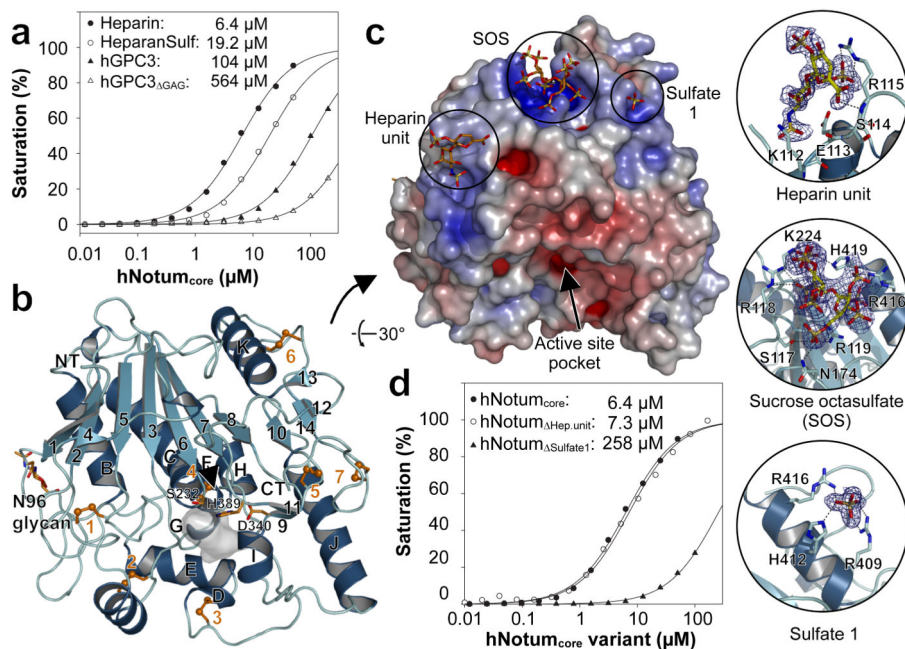 a
Heparin: 6.4 µM
HeparanSulf: 19.2 µM
hGPC3: 104 µM
hGPC3ΔGAG: 564 µM
Saturation (%)
100
80
60
40
20
0
0.01 0.1 1 10 100
hNotumcore (µM)
b
NT
K
6
13
12
14
10
8
7
6
5
4
3
2
1
B
C
4
F
H
CT
5
7
11
9
S232
H389
D340
N96
glycan
1
G
I
J
E
2
D
3
30°
c
SOS
Sulfate
1
Heparin
unit
Active site
pocket
R115
S114
E113
K112
Heparin unit
K224
H419
R118
R416
R119
S117
N174
Sucrose octasulfate
(SOS)
R416
H412
R409
Sulfate 1
d
hNotumcore: 6.4 µM
hNotumΔHep.unit: 7.3 µM
hNotumΔSulfate1: 258 µM
Saturation (%)
100
80
60
40
20
0
0.01 0.1 1 10 100
hNotumcore variant (µM)